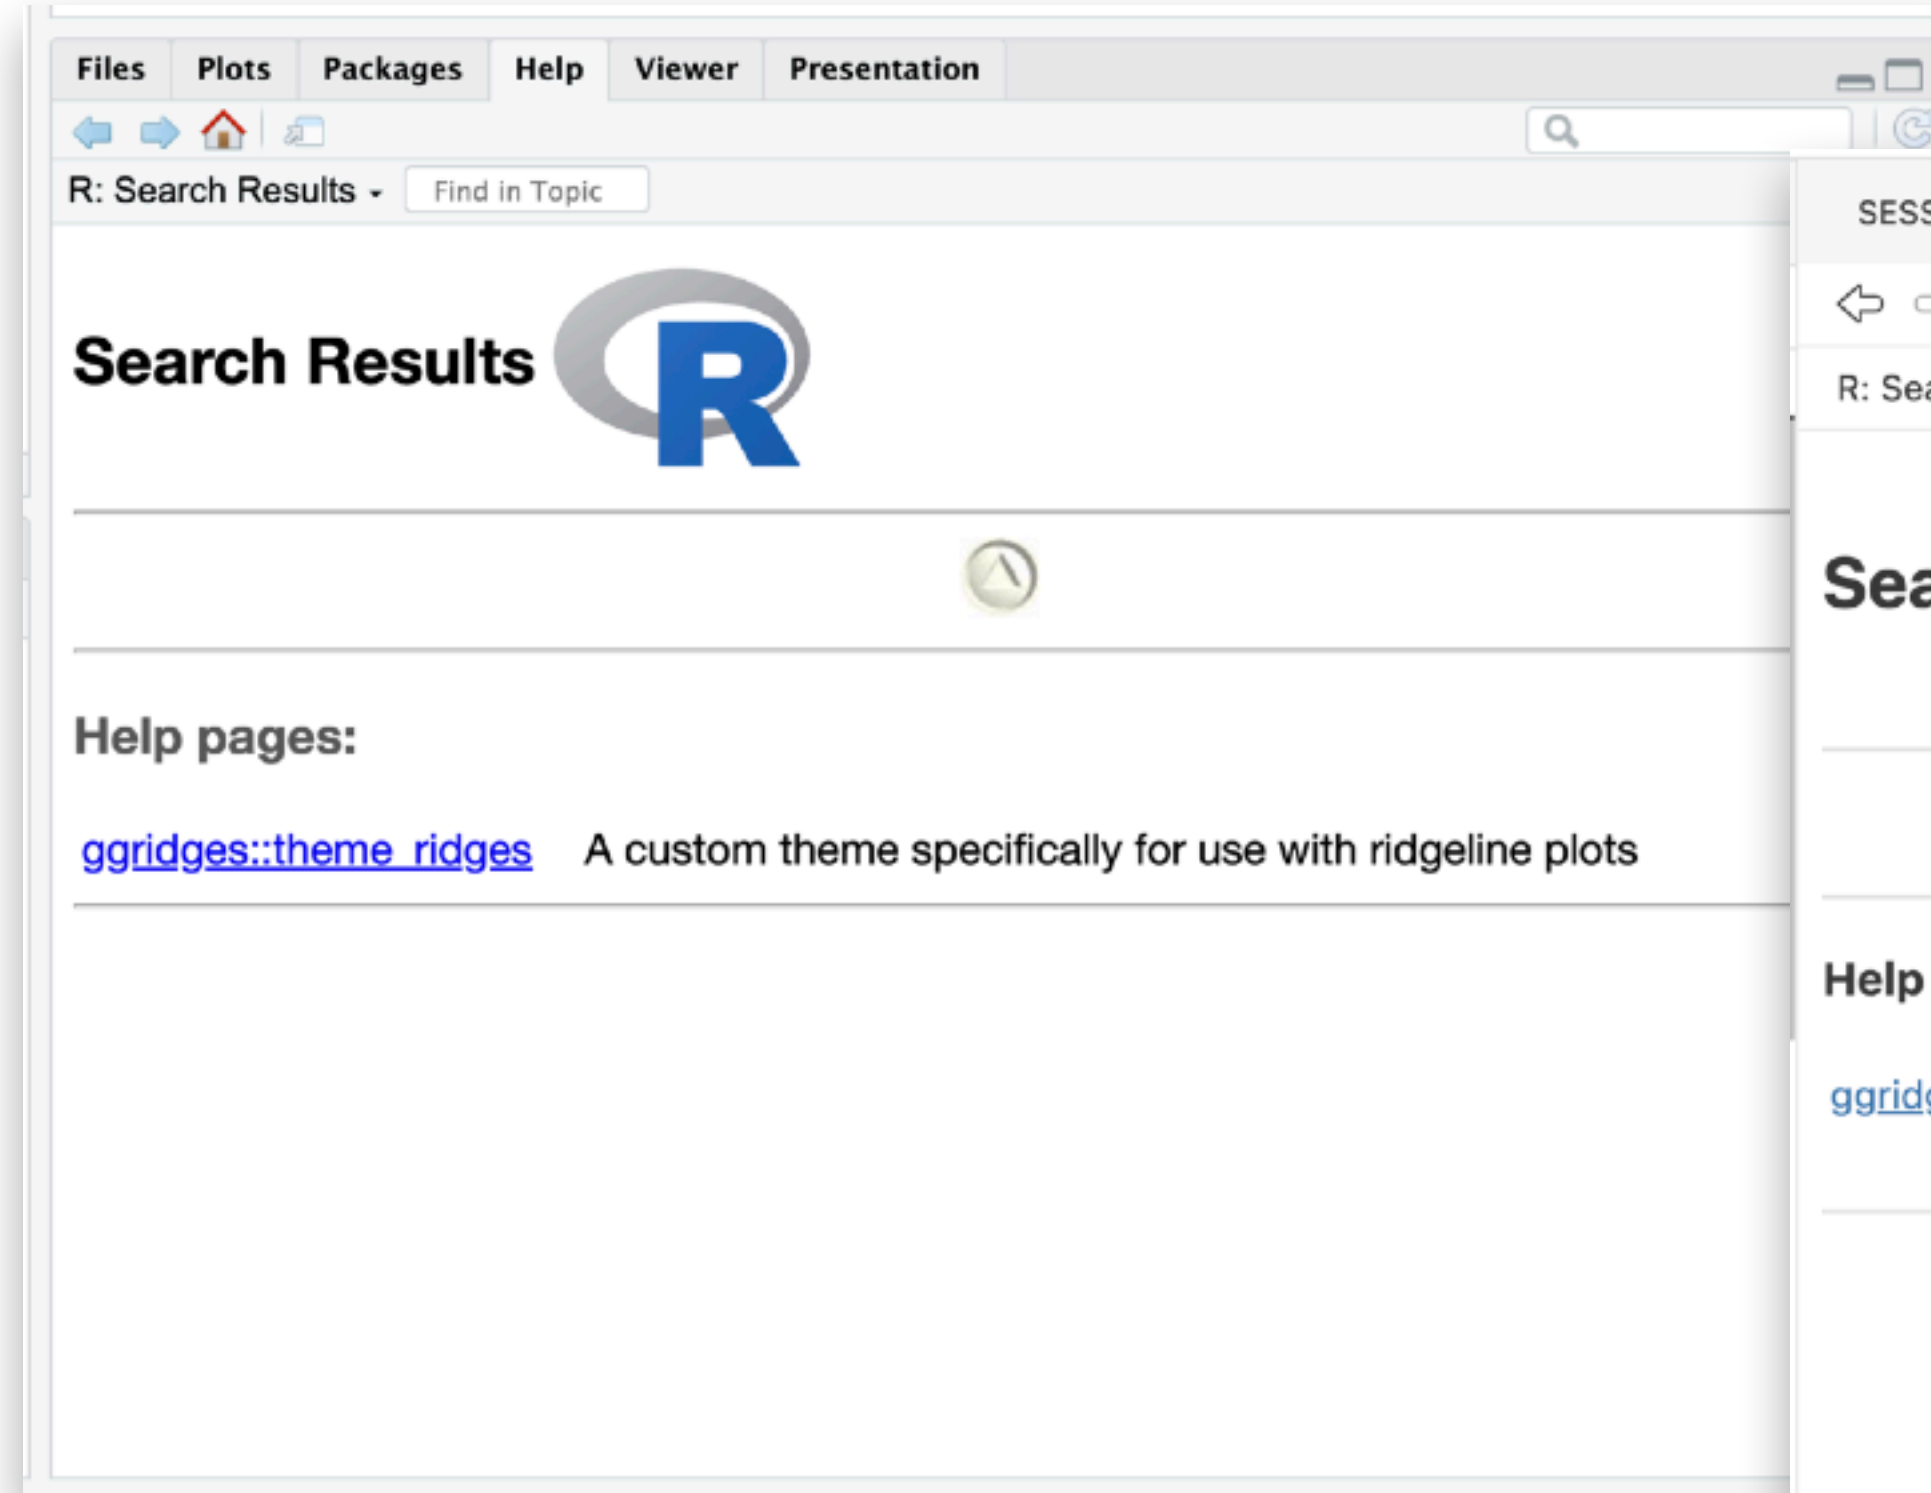 Files Plots Packages Help Viewer Presentation
R: Search Results Find in Topic
Search Results R
Help pages:
ggridges::theme_ridges A custom theme specifically for use with ridgeline plots
SESS
R: Sea
Sea
Help
ggridg